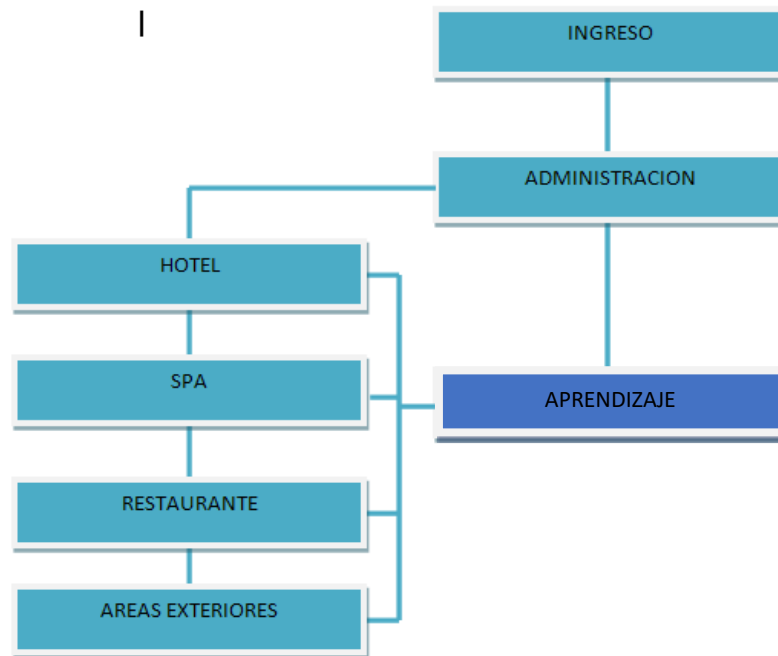 INGRESO
ADMINISTRACION
HOTEL
SPA
APRENDIZAJE
RESTAURANTE
AREAS EXTERIORES